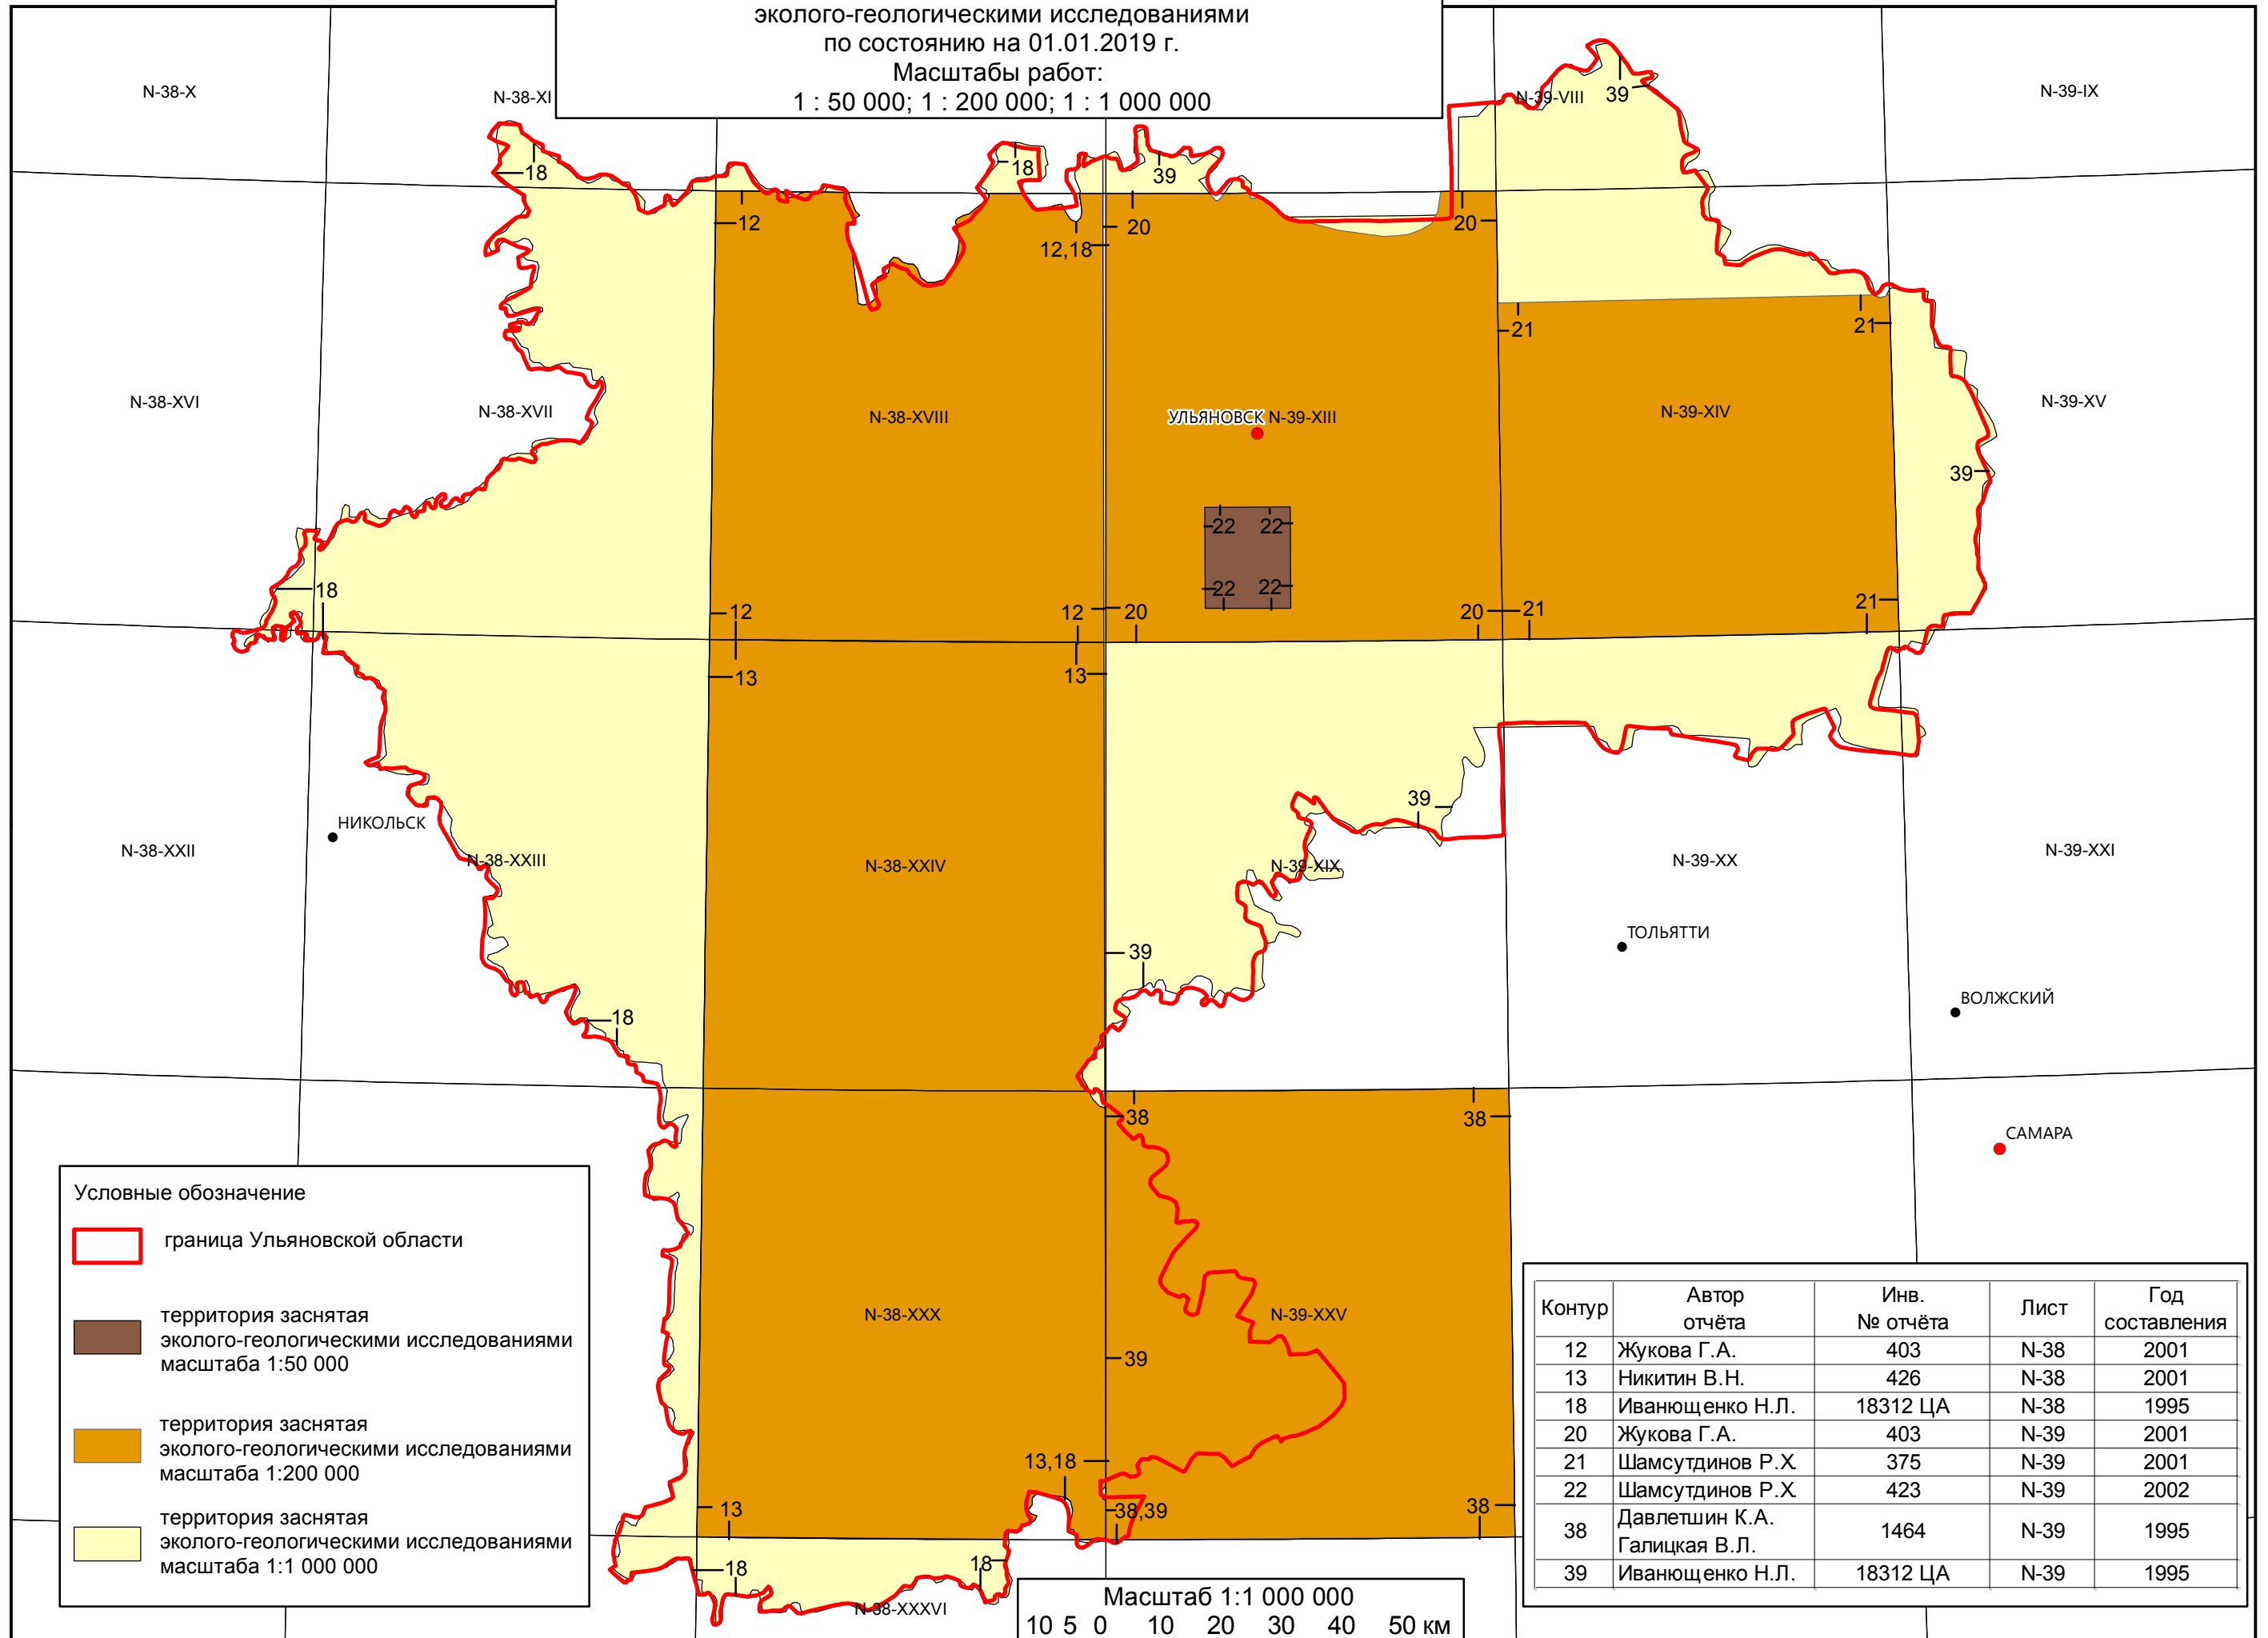 эколого-геологическими исследованиями
по состоянию на 01.01.2019 г.
Масштабы работ:
1 : 50 000; 1 : 200 000; 1 : 1 000 000
N-38-X
N-38-XI
N-39-VIII
39
N-39-IX
18
18
39
12
12,18
20
20
21
21
N-38-XVI
N-38-XVII
N-38-XVIII
УЛЬЯНОВСК
N-39-XIII
N-39-XIV
N-39-XV
39
22
22
22
22
18
12
12
20
20
21
21
13
13
НИКОЛЬСК
39
N-38-XXII
N-38-XXIII
N-38-XXIV
N-39-XIX
N-39-XX
N-39-XXI
39
ТОЛЬЯТТИ
ВОЛЖСКИЙ
18
38
38
САМАРА
N-38-XXX
N-39-XXV
39
13,18
13
38,39
38
18
18
N-38-XXXVI
Условные обозначение
граница Ульяновской области
территория заснятая
эколого-геологическими исследованиями
масштаба 1:50 000
территория заснятая
эколого-геологическими исследованиями
масштаба 1:200 000
территория заснятая
эколого-геологическими исследованиями
масштаба 1:1 000 000
Масштаб 1:1 000 000
10 5 0 10 20 30 40 50 км
Контур Автор отчёта Инв. № отчёта Лист Год составления
12 Жукова Г.А. 403 N-38 2001
13 Никитин В.Н. 426 N-38 2001
18 Иванющенко Н.Л. 18312 ЦА N-38 1995
20 Жукова Г.А. 403 N-39 2001
21 Шамсутдинов Р.Х. 375 N-39 2001
22 Шамсутдинов Р.Х. 423 N-39 2002
38 Давлетшин К.А. Галицкая В.Л. 1464 N-39 1995
39 Иванющенко Н.Л. 18312 ЦА N-39 1995